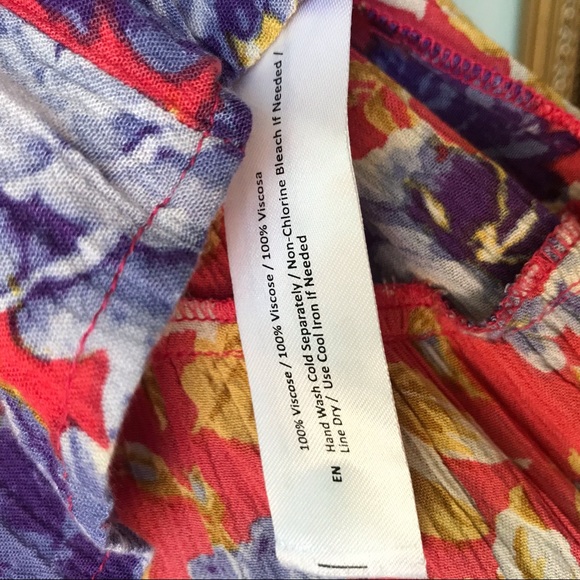 100% Viscose / 100% Viscose / 100% Viscosa
EN Hand Wash Cold Separately / Non-Chlorine Bleach If Needed /
Line Dry / Use Cool Iron If Needed